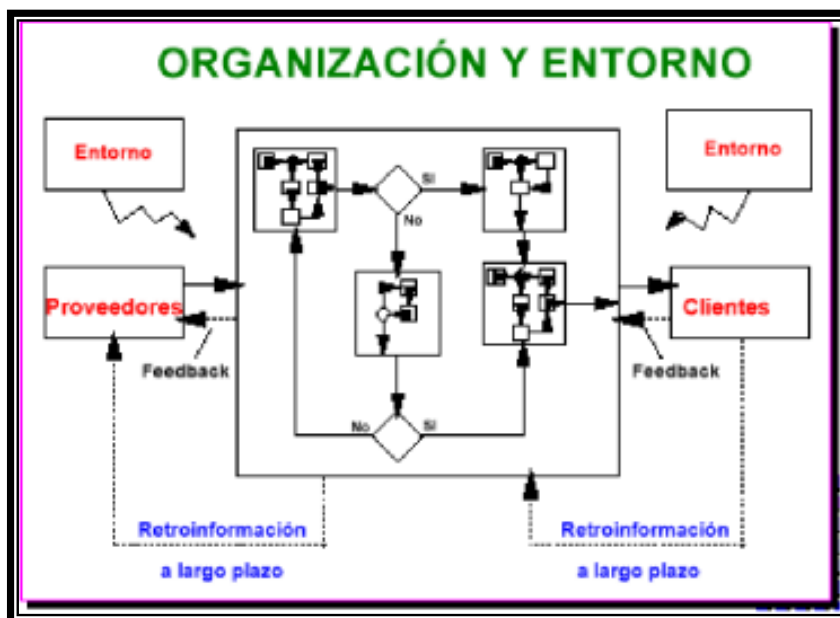 ORGANIZACIÓN Y ENTORNO
Entorno
Entorno
SI
No
Proveedores
Clientes
Feedback
Feedback
No
SI
Retroinformación
a largo plazo
Retroinformación
a largo plazo